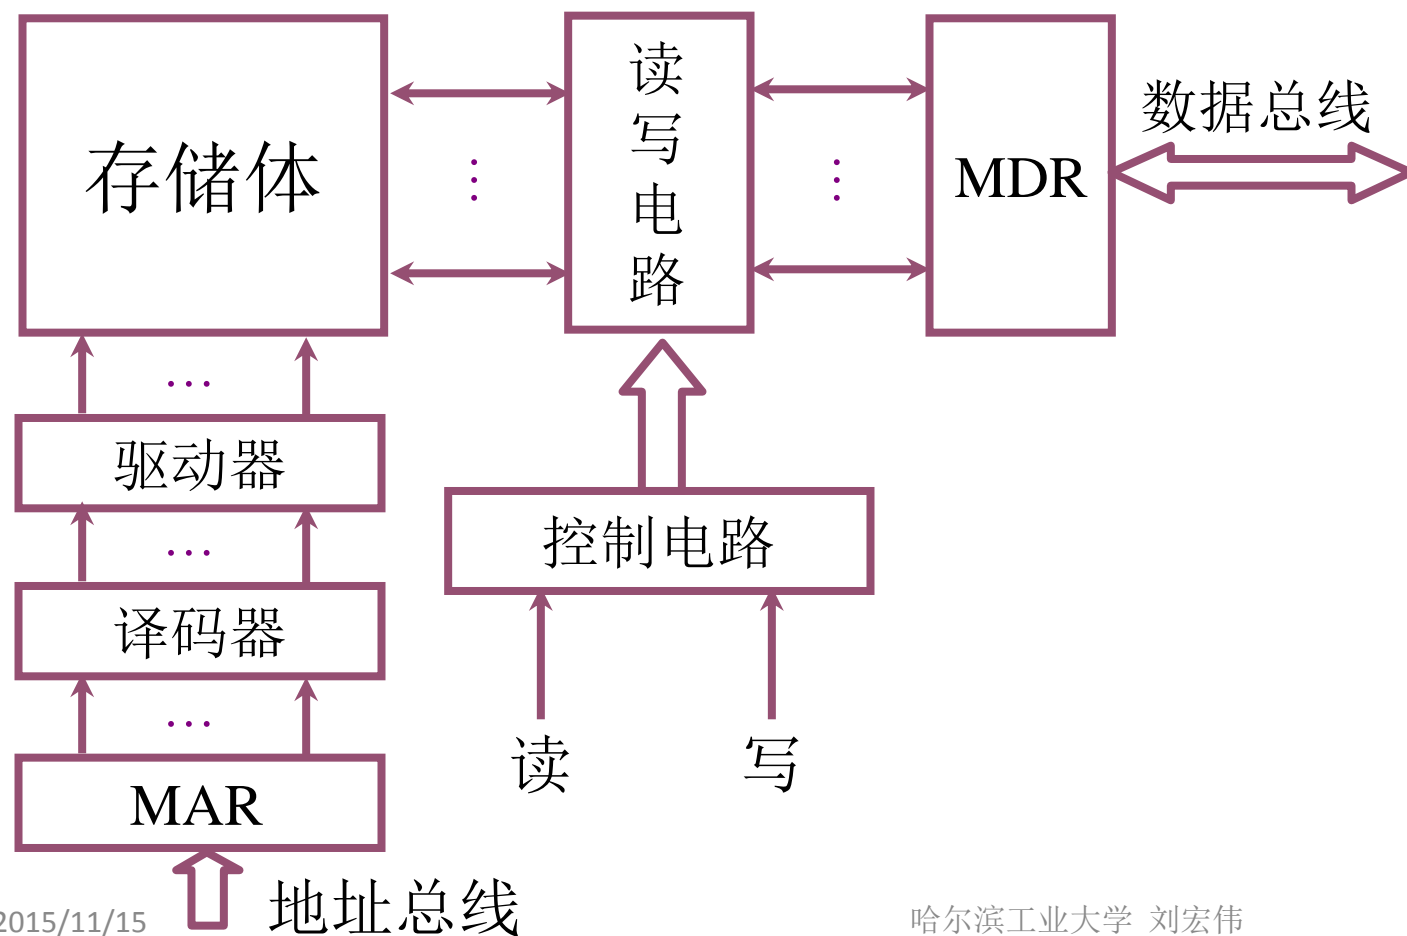 存储体
读写电路
MDR
数据总线
驱动器
控制电路
译码器
读
写
MAR
地址总线
2015/11/15
哈尔滨工业大学 刘宏伟